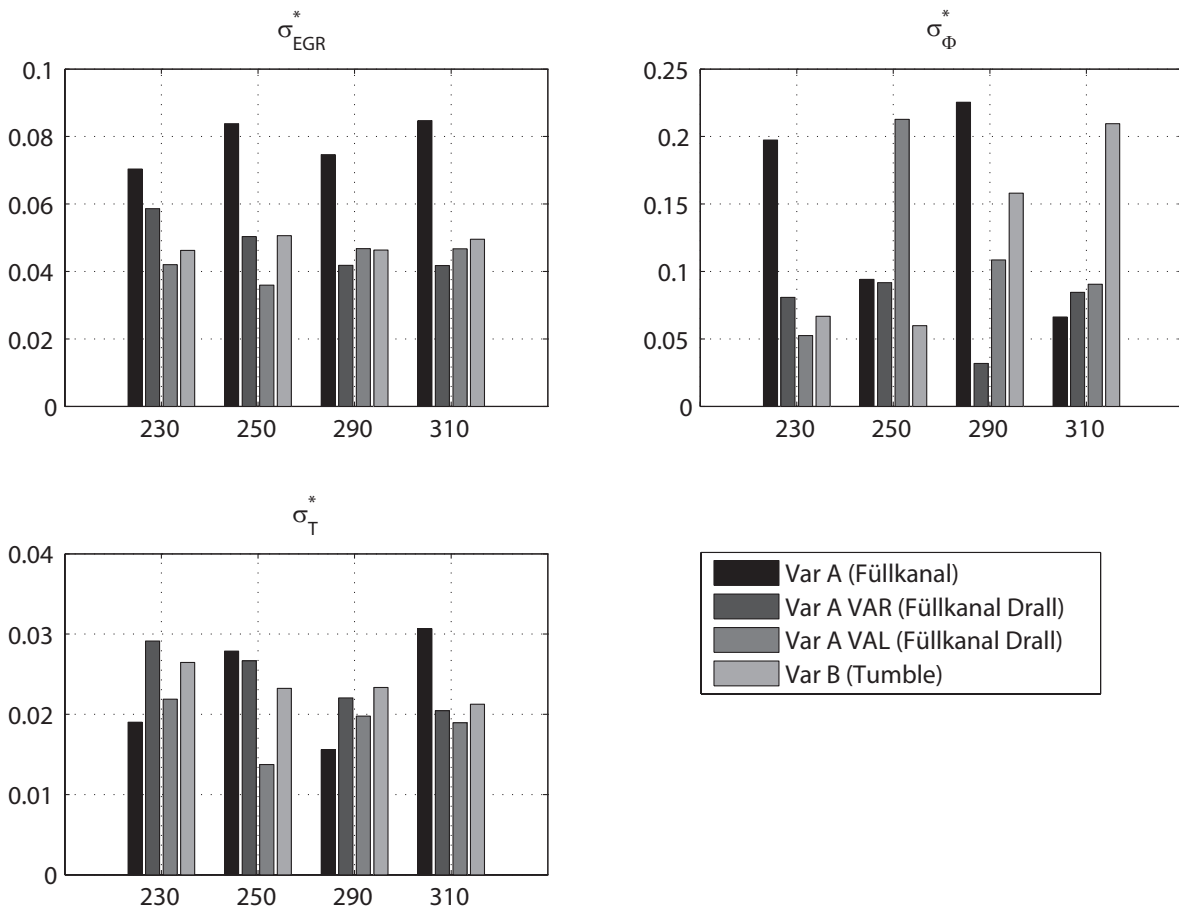 σ*EGR
0.1
0.08
0.06
0.04
0.02
0
230 250 290 310
σ*Φ
0.25
0.2
0.15
0.1
0.05
0
230 250 290 310
σ*T
0.04
0.03
0.02
0.01
0
230 250 290 310
Var A (Füllkanal)
Var A VAR (Füllkanal Drall)
Var A VAL (Füllkanal Drall)
Var B (Tumble)